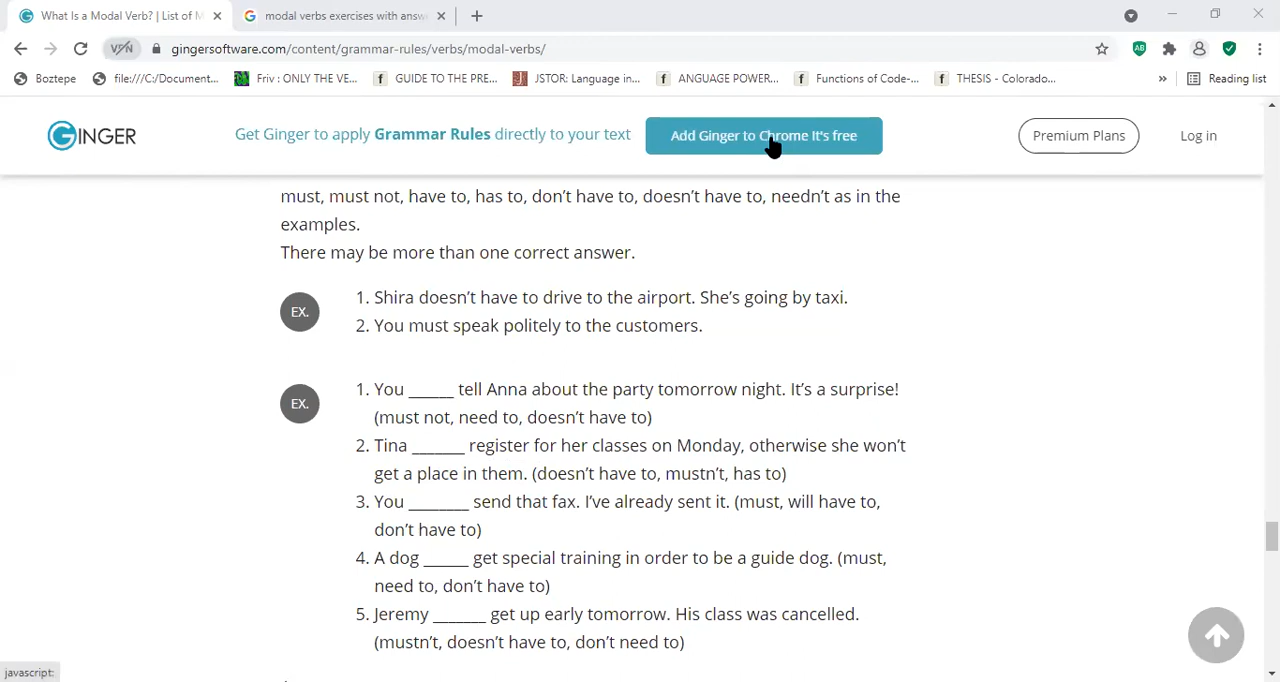 What Is a Modal Verb? | List of M
modal verbs exercises with answ
gingersoftware.com/content/grammar-rules/verbs/modal-verbs/
Boztepe
file:///C:/Document...
Friv : ONLY THE VE...
GUIDE TO THE PRE...
JSTOR: Language in...
ANGUAGE POWER...
Functions of Code-...
THESIS - Colorado...
»
Reading list
GINGER
Get Ginger to apply Grammar Rules directly to your text
Add Ginger to Chrome It's free
Premium Plans
Log in
must, must not, have to, has to, don’t have to, doesn’t have to, needn’t as in the
examples.
There may be more than one correct answer.
EX.
1. Shira doesn’t have to drive to the airport. She’s going by taxi.
2. You must speak politely to the customers.
EX.
1. You ______ tell Anna about the party tomorrow night. It’s a surprise!
(must not, need to, doesn’t have to)
2. Tina _______ register for her classes on Monday, otherwise she won’t
get a place in them. (doesn’t have to, mustn’t, has to)
3. You ________ send that fax. I’ve already sent it. (must, will have to,
don’t have to)
4. A dog ______ get special training in order to be a guide dog. (must,
need to, don’t have to)
5. Jeremy _______ get up early tomorrow. His class was cancelled.
(mustn’t, doesn’t have to, don’t need to)
javascript: